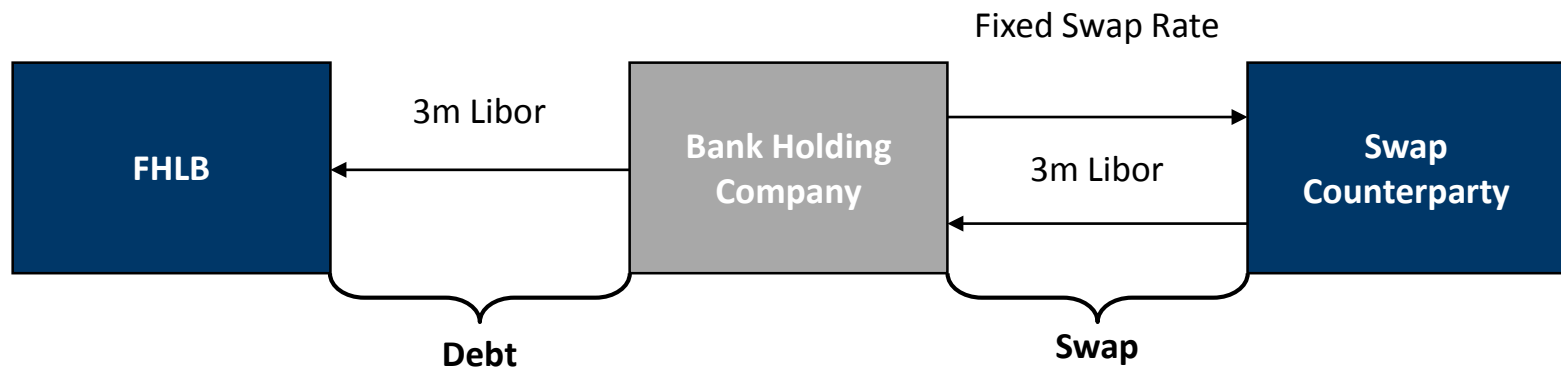 Fixed Swap Rate
FHLB
3m Libor
Bank Holding
Company
3m Libor
Swap
Counterparty
Debt
Swap